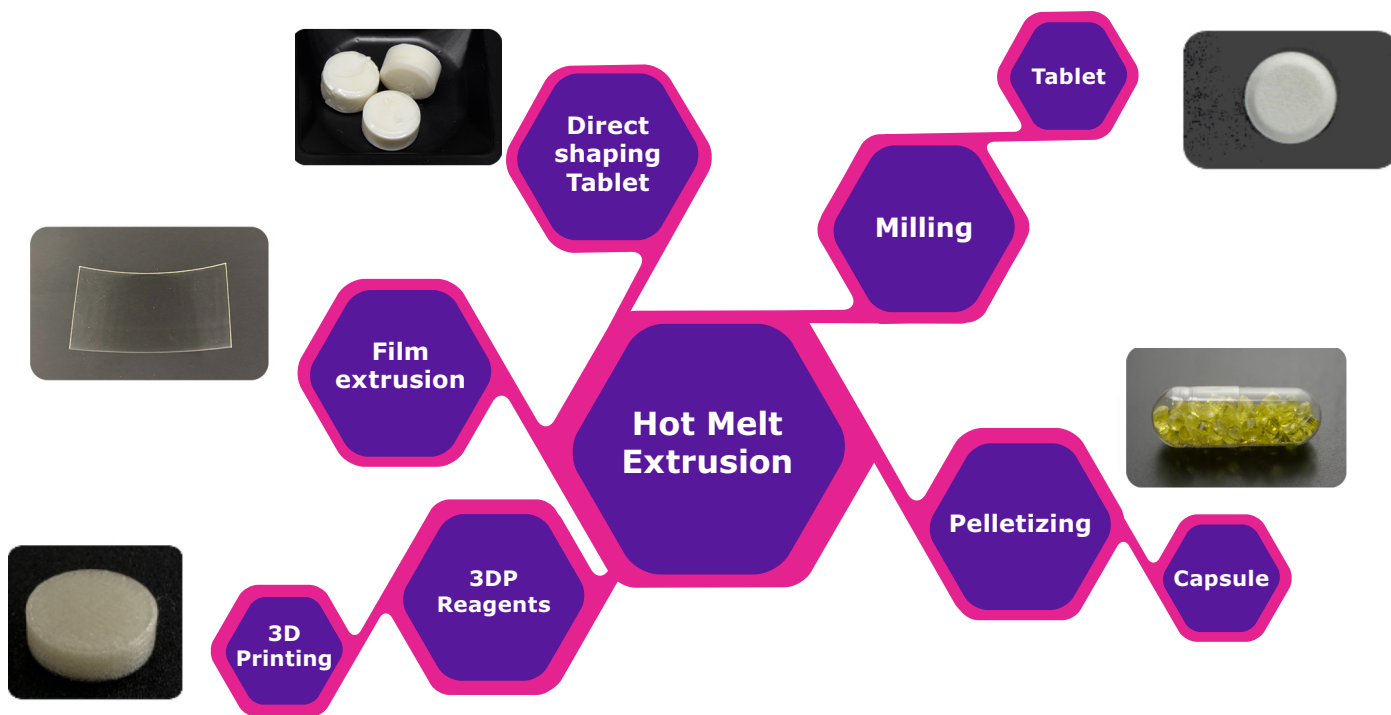 Tablet
Direct
shaping
Tablet
Milling
Film
extrusion
Hot Melt
Extrusion
Pelletizing
3DP
Reagents
Capsule
3D
Printing